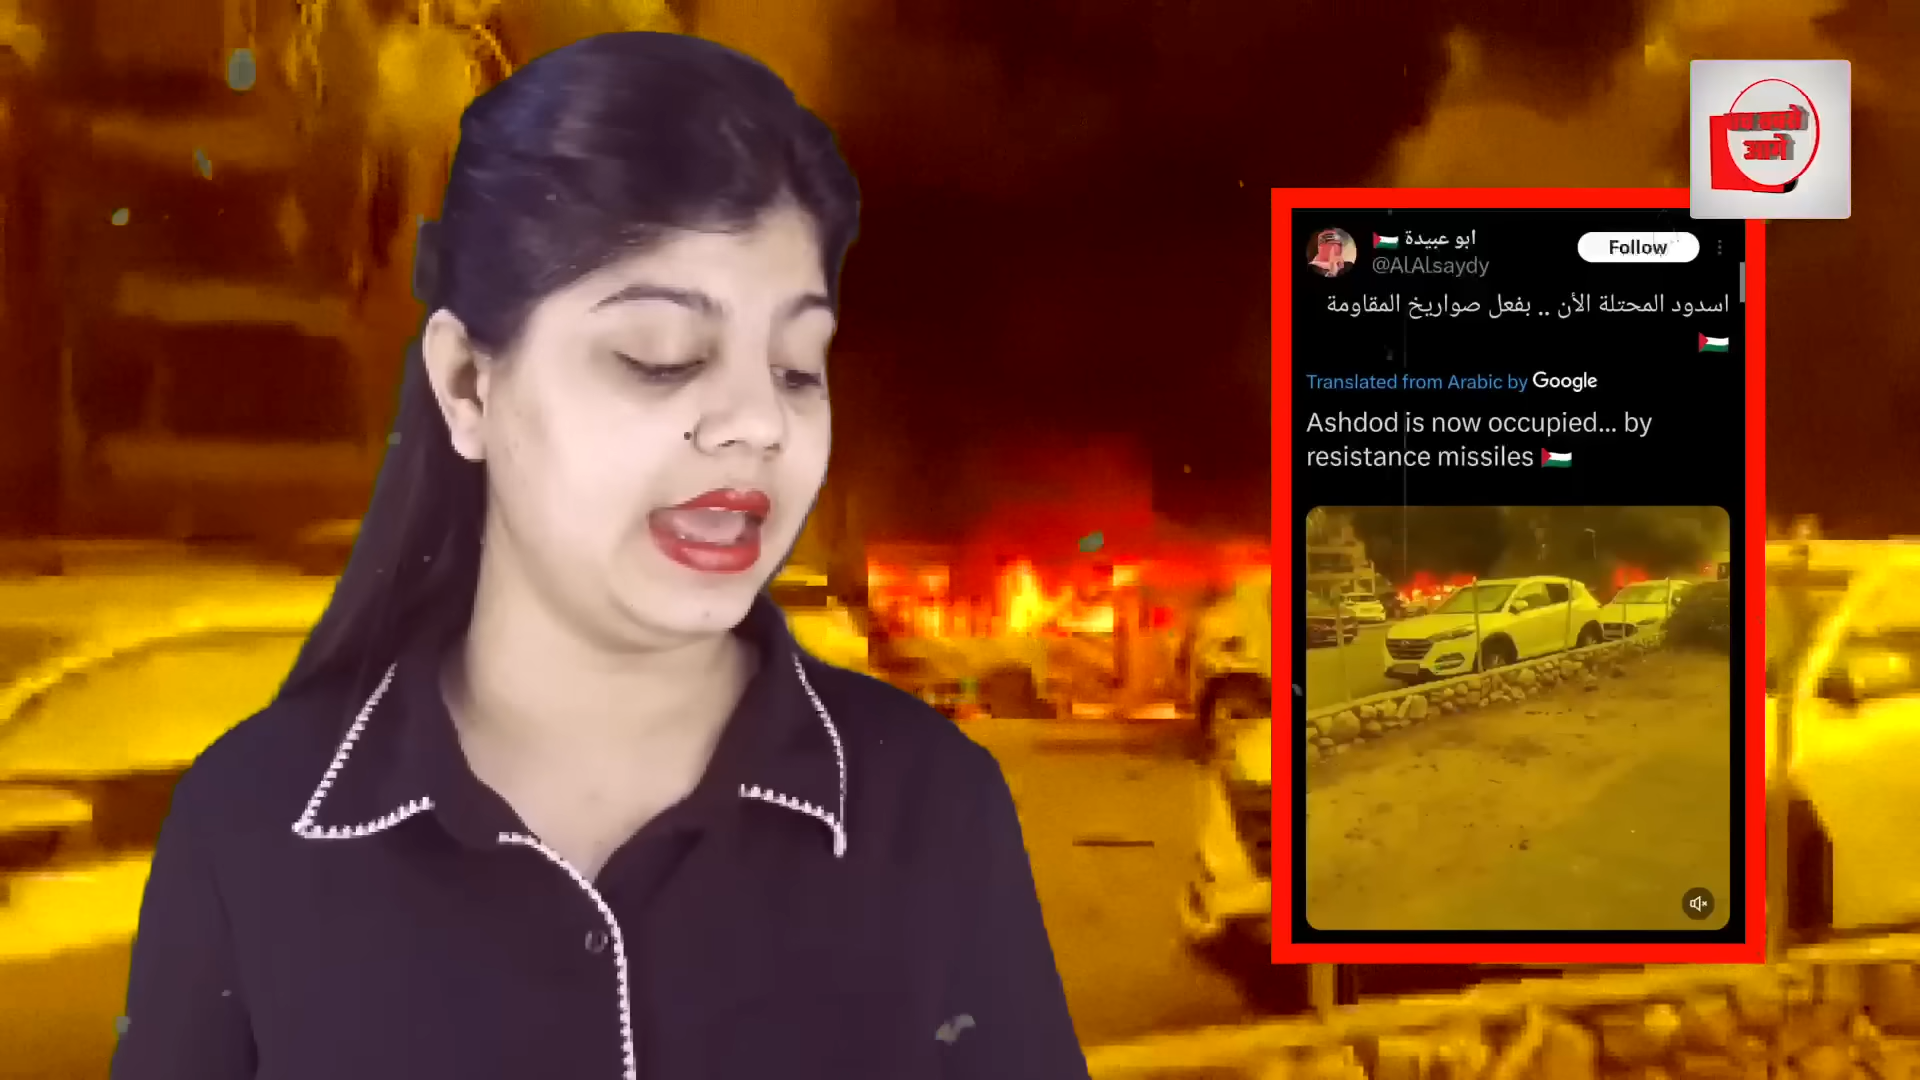 आगे
ابو عبيدة 🇵🇸
Follow
@AlAlsaydy
اسدود المحتلة الأن .. بفعل صواريخ المقاومة
🇵🇸
Translated from Arabic by Google
Ashdod is now occupied... by
resistance missiles 🇵🇸